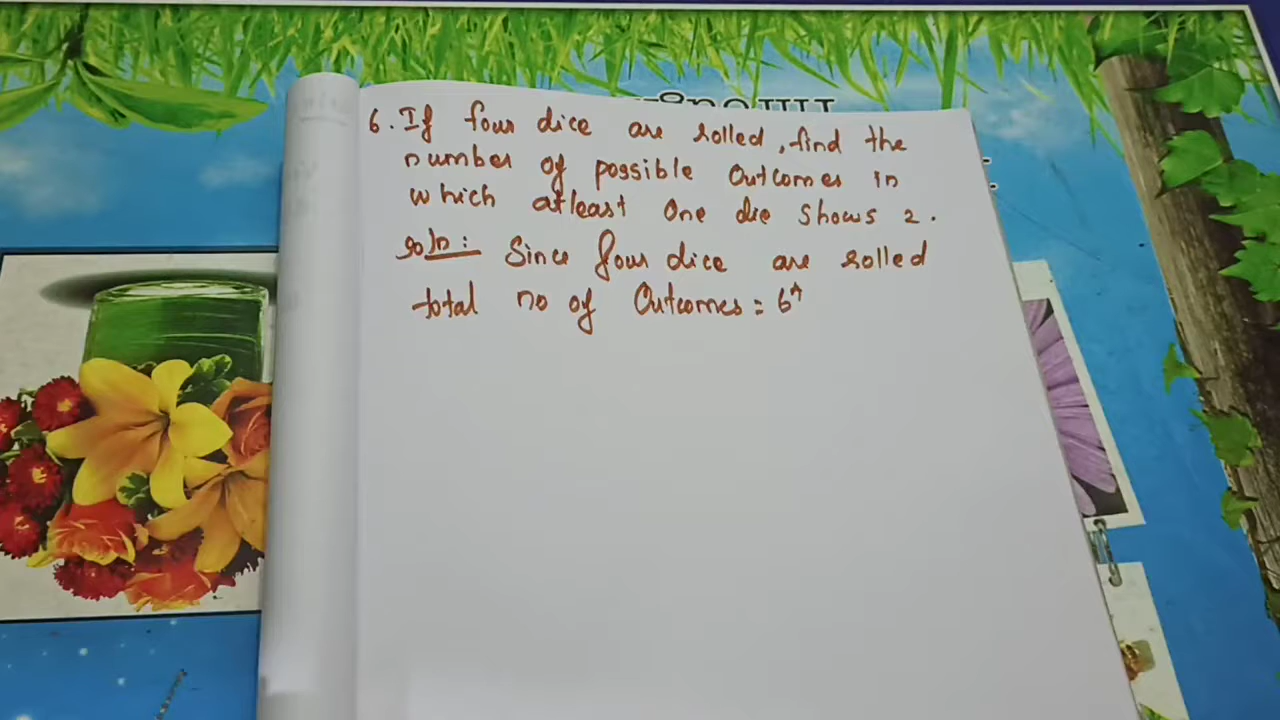 6. If four dice are rolled, find the
number of possible Outcomes in
which atleast One die shows 2.
Soln: Since four dice are rolled
total no of Outcomes = 6⁴